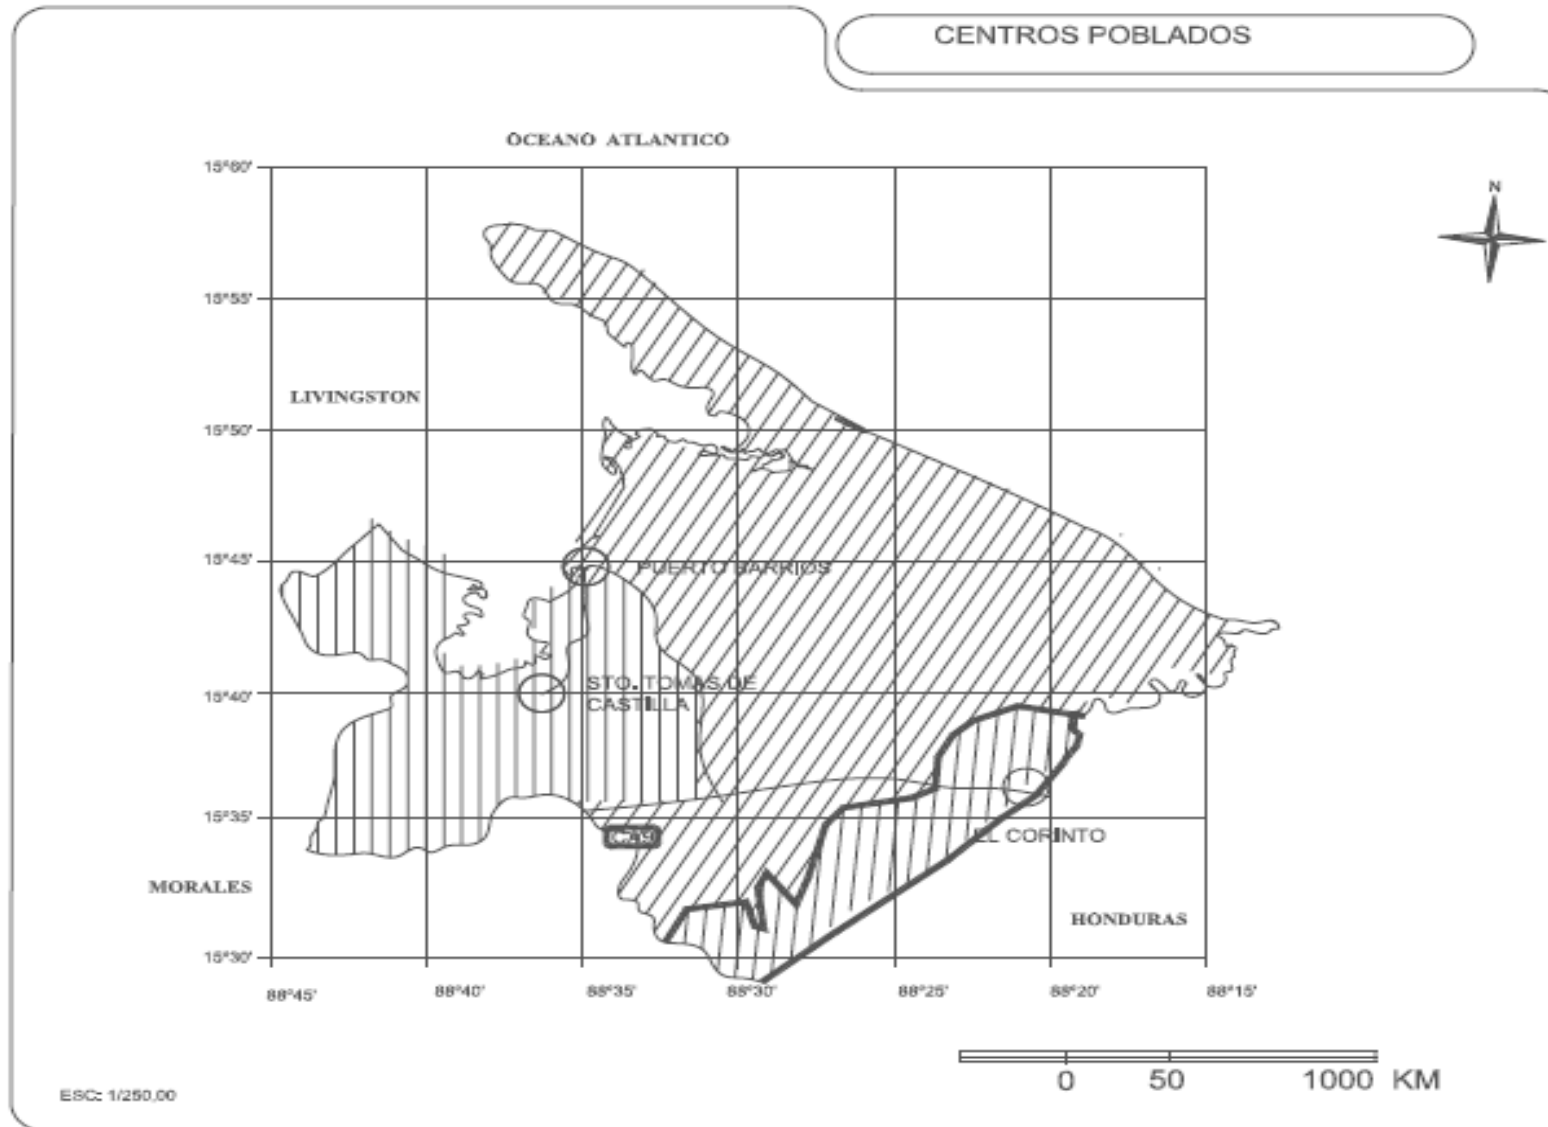 CENTROS POBLADOS
OCEANO ATLANTICO
N
15°60'
15°55'
LIVINGSTON
15°50'
15°45'
PUERTO BARRIOS
15°40'
STO. TOMAS DE
CASTILLA
15°35'
EL CORINTO
MORALES
HONDURAS
15°30'
88°45'
88°40'
88°35'
88°30'
88°25'
88°20'
88°15'
0 50 1000 KM
ESC: 1/250,00